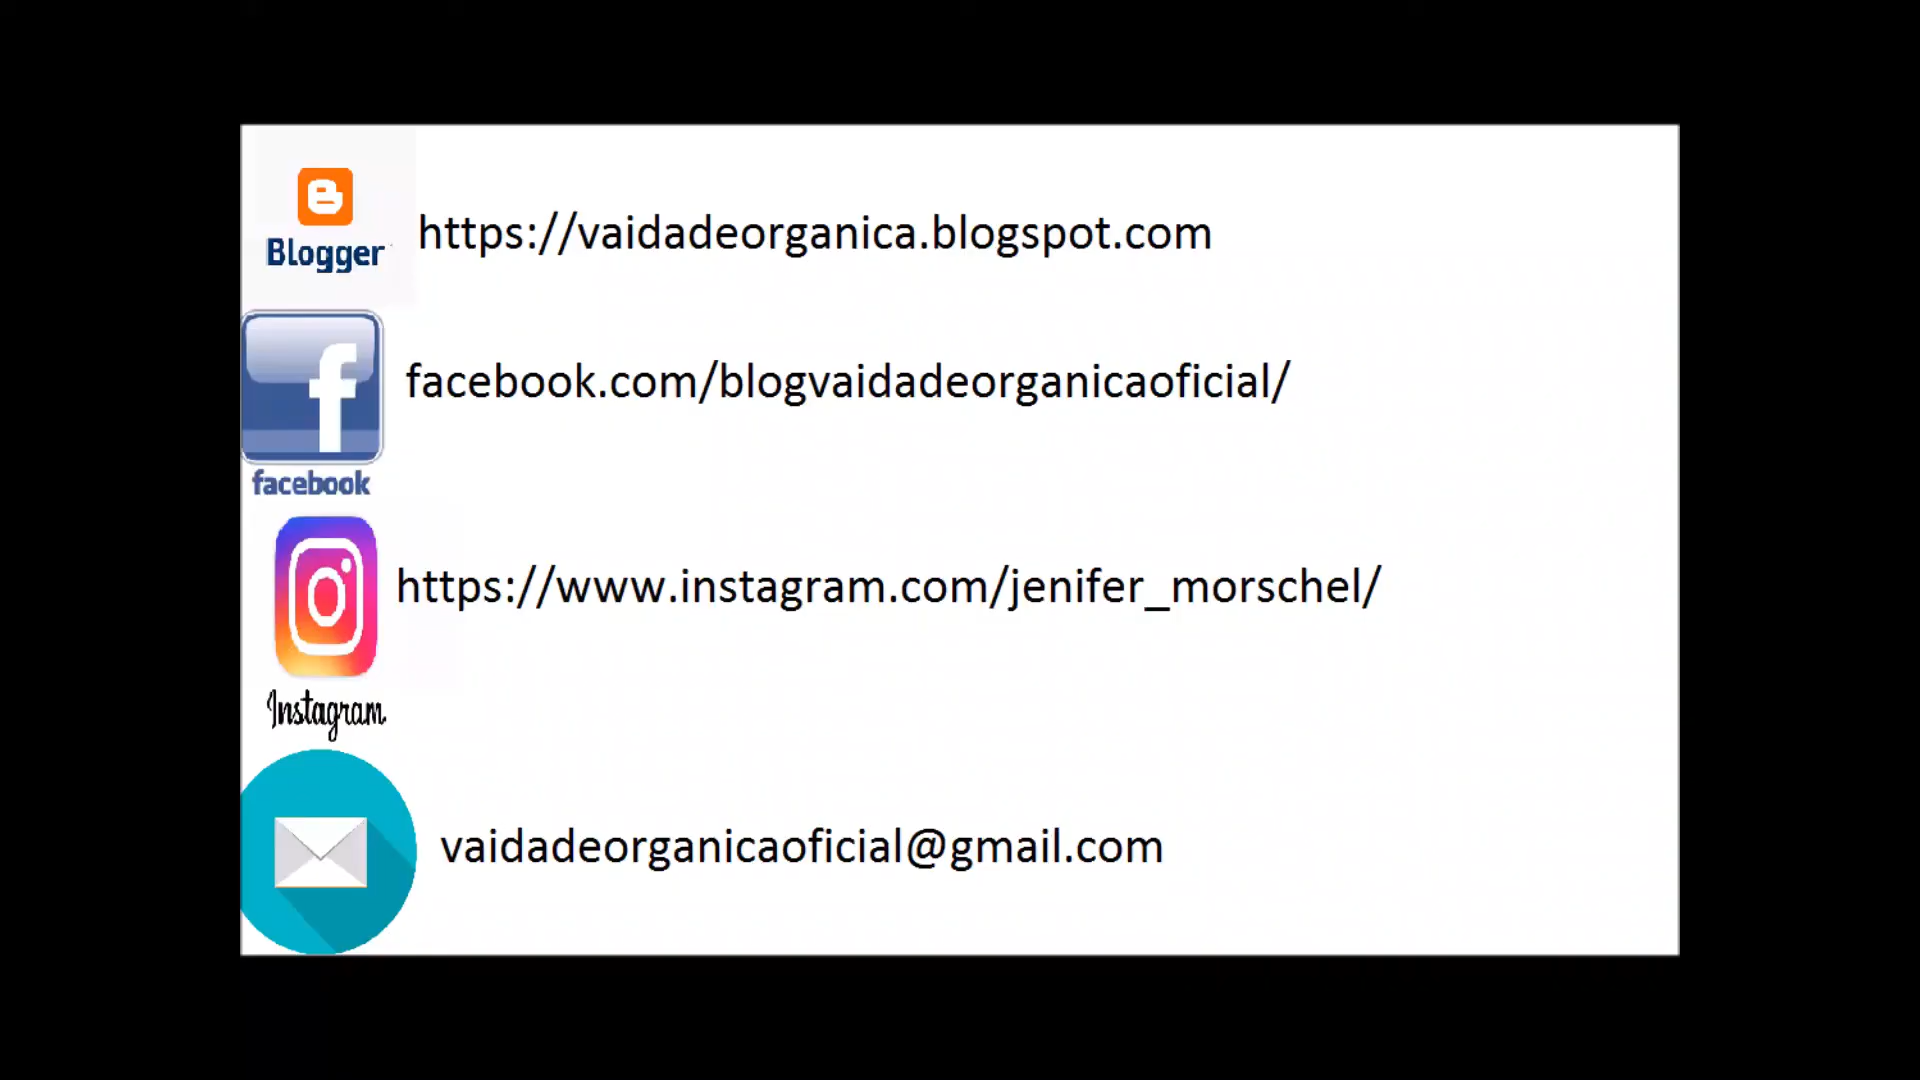 Blogger
https://vaidadeorganica.blogspot.com
facebook.com/blogvaidadeorganicaoficial/
facebook
https://www.instagram.com/jenifer_morschel/
Instagram
vaidadeorganicaoficial@gmail.com